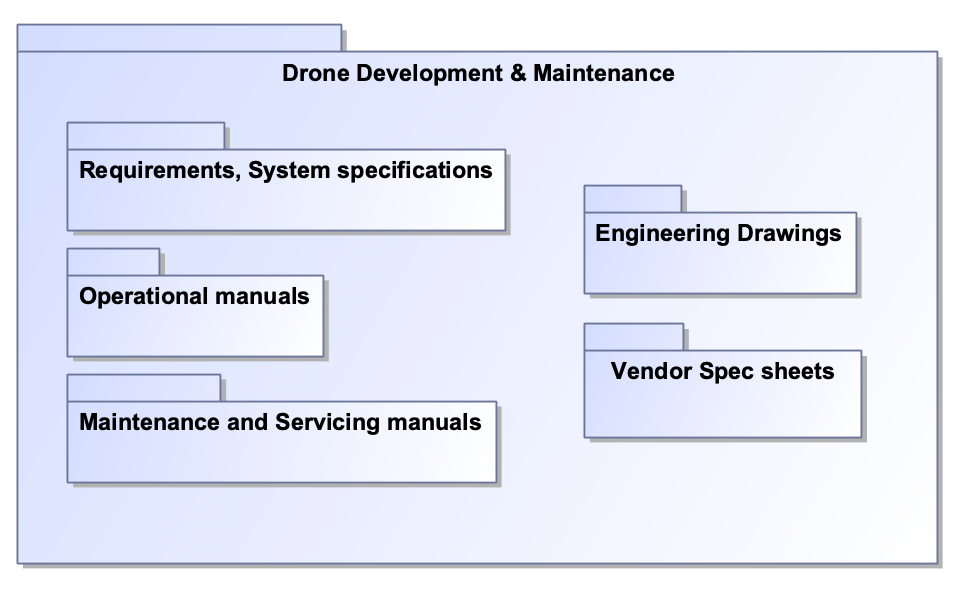 Drone Development & Maintenance
Requirements, System specifications
Operational manuals
Maintenance and Servicing manuals
Engineering Drawings
Vendor Spec sheets